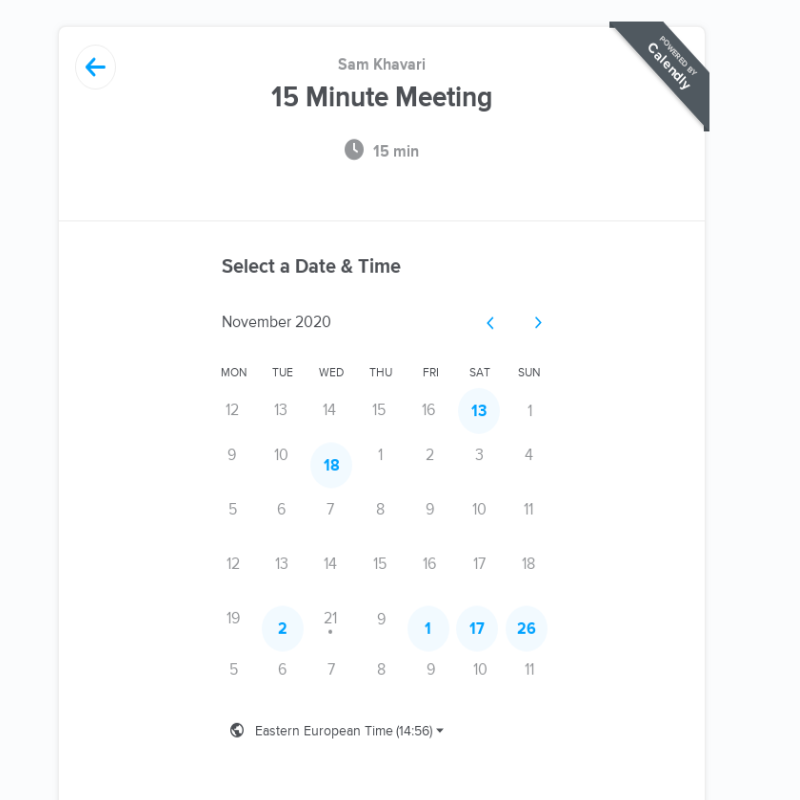 POWERED BY
Calendly
Sam Khavari
15 Minute Meeting
15 min
Select a Date & Time
November 2020
MON TUE WED THU FRI SAT SUN
12 13 14 15 16 13 1
9 10 18 1 2 3 4
5 6 7 8 9 10 11
12 13 14 15 16 17 18
19 2 21 9 1 17 26
5 6 7 8 9 10 11
Eastern European Time (14:56)